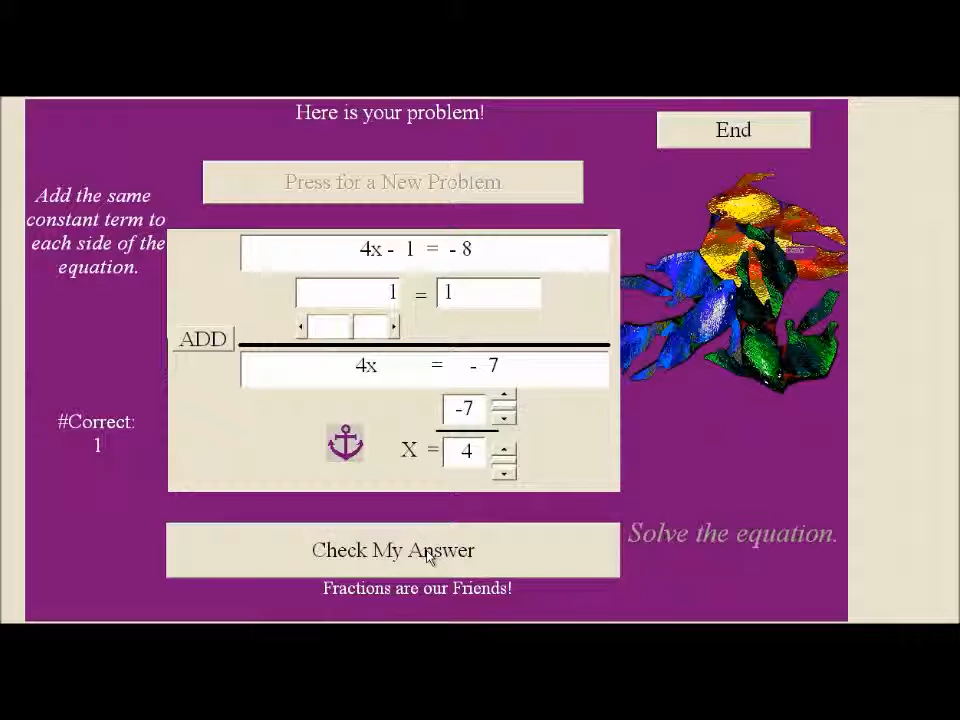 Here is your problem!
End
Press for a New Problem
Add the same
constant term to
each side of the
equation.
4x - 1 = - 8
1 = 1
ADD
4x = - 7
-7
X = 4
#Correct:
1
Check My Answer
Solve the equation.
Fractions are our Friends!